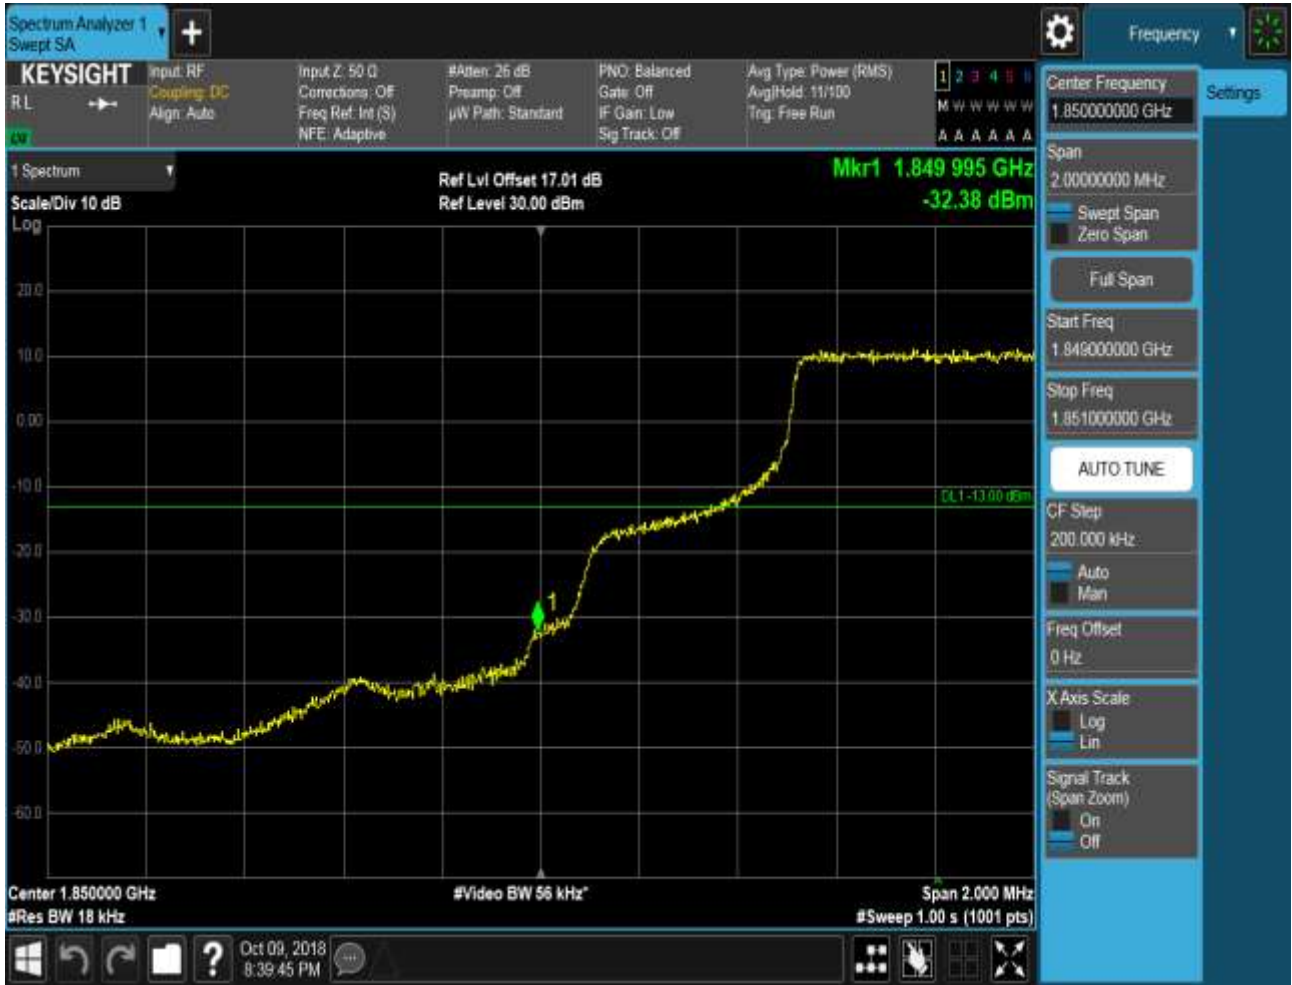 Spectrum Analyzer 1
Swept SA
Frequency
KEYSIGHT
RL
Input: RF
Coupling: DC
Align: Auto
Input Z: 50 Ω
Corrections: Off
Freq Ref: Int (S)
NFE: Adaptive
#Atten: 26 dB
Preamp: Off
µW Path: Standard
PNO: Balanced
Gate: Off
IF Gain: Low
Sig Track: Off
Avg Type: Power (RMS)
Avg|Hold: 11/100
Trig: Free Run
1 2 3 4 5 6
M W W W W W
A A A A A A
1 Spectrum
Scale/Div 10 dB
Log
Ref Lvl Offset 17.01 dB
Ref Level 30.00 dBm
Mkr1 1.849 995 GHz
-32.38 dBm
20.0
10.0
0.00
-10.0
-20.0
-30.0
-40.0
-50.0
-60.0
DL1 -13.00 dBm
1
Center 1.850000 GHz
#Res BW 18 kHz
#Video BW 56 kHz*
Span 2.000 MHz
#Sweep 1.00 s (1001 pts)
Center Frequency
1.850000000 GHz
Settings
Span
2.00000000 MHz
Swept Span
Zero Span
Full Span
Start Freq
1.849000000 GHz
Stop Freq
1.851000000 GHz
AUTO TUNE
CF Step
200.000 kHz
Auto
Man
Freq Offset
0 Hz
X Axis Scale
Log
Lin
Signal Track
(Span Zoom)
On
Off
?
Oct 09, 2018
8:39:45 PM